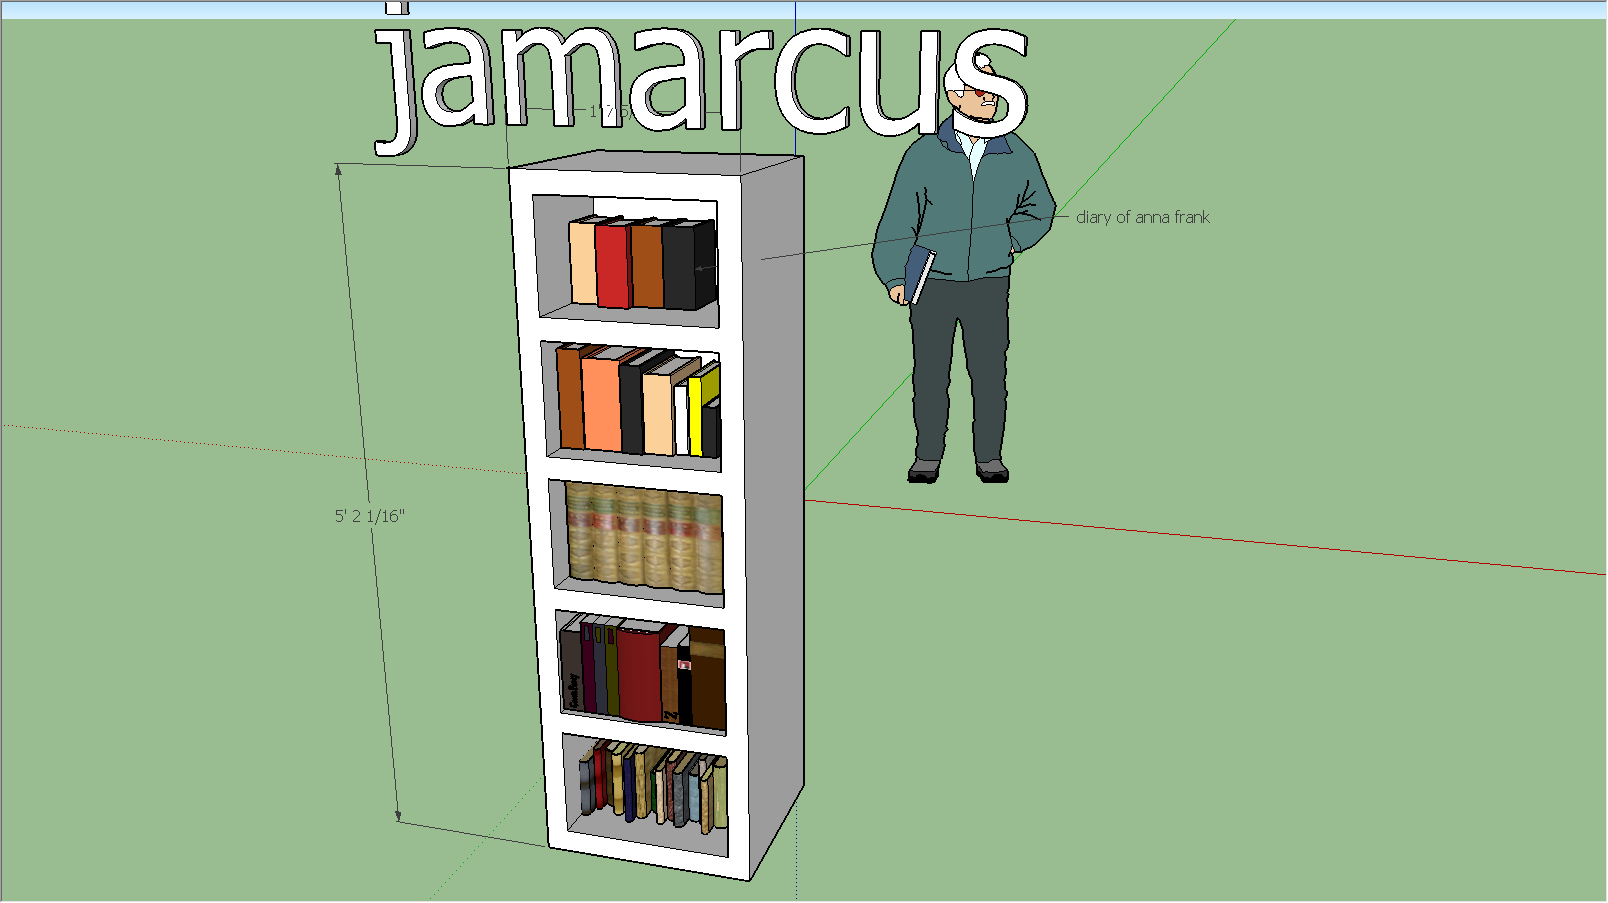 jamarcus
diary of anna frank
5' 2 1/16"